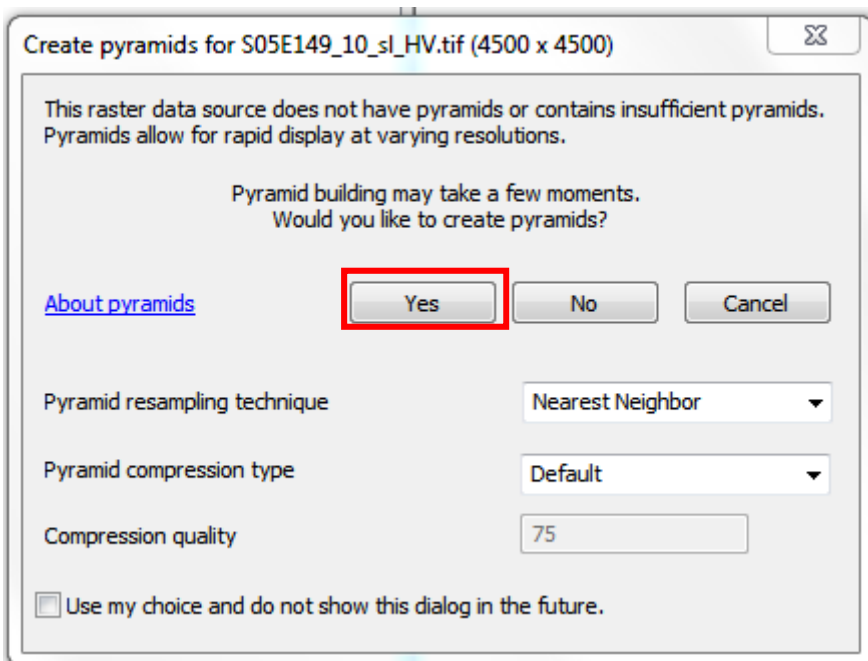 Create pyramids for S05E149_10_sl_HV.tif (4500 x 4500)
This raster data source does not have pyramids or contains insufficient pyramids.
Pyramids allow for rapid display at varying resolutions.
Pyramid building may take a few moments.
Would you like to create pyramids?
About pyramids Yes No Cancel
Pyramid resampling technique Nearest Neighbor
Pyramid compression type Default
Compression quality 75
Use my choice and do not show this dialog in the future.